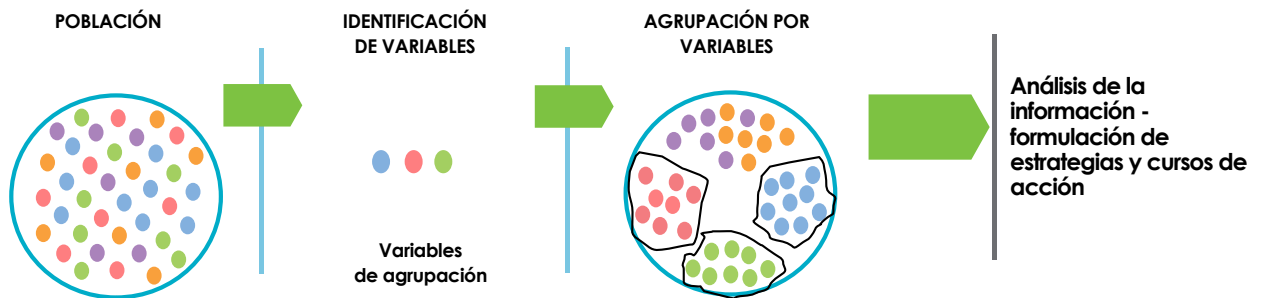 POBLACIÓN
IDENTIFICACIÓN
DE VARIABLES
AGRUPACIÓN POR
VARIABLES
Variables
de agrupación
Análisis de la
información -
formulación de
estrategias y cursos de
acción